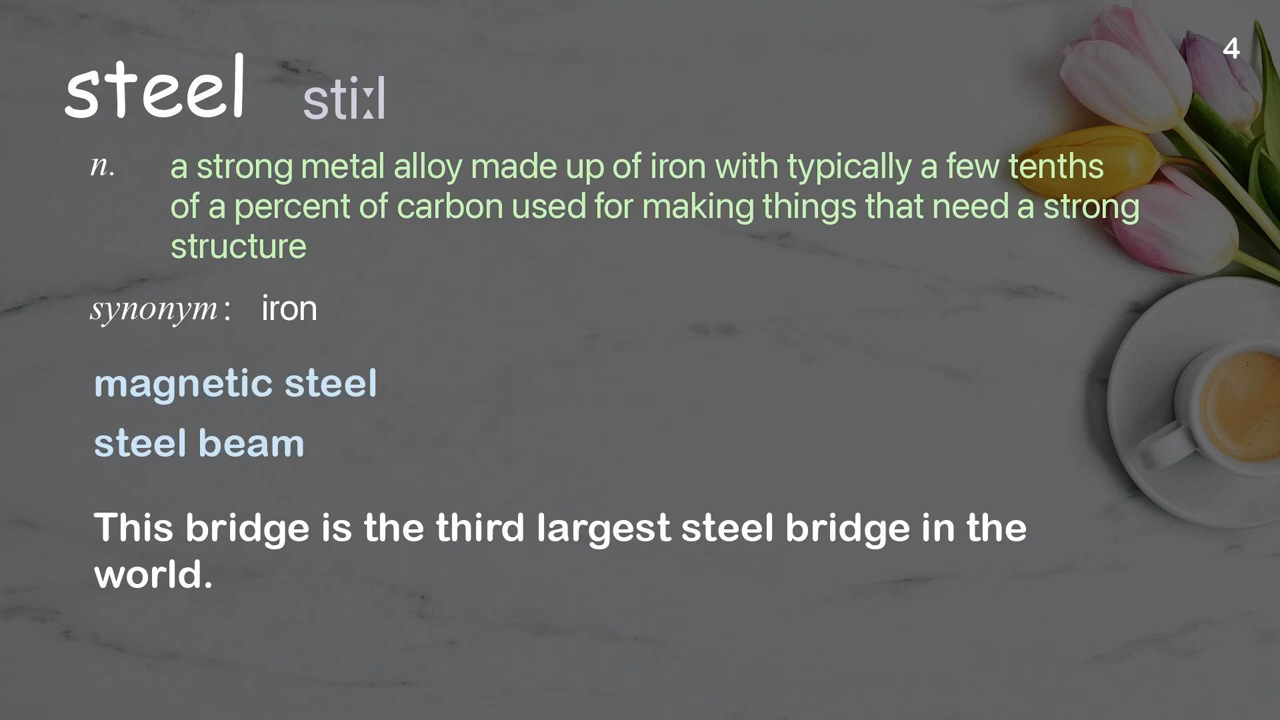 4
steel stiːl
n. a strong metal alloy made up of iron with typically a few tenths
of a percent of carbon used for making things that need a strong
structure
synonym : iron
magnetic steel
steel beam
This bridge is the third largest steel bridge in the
world.